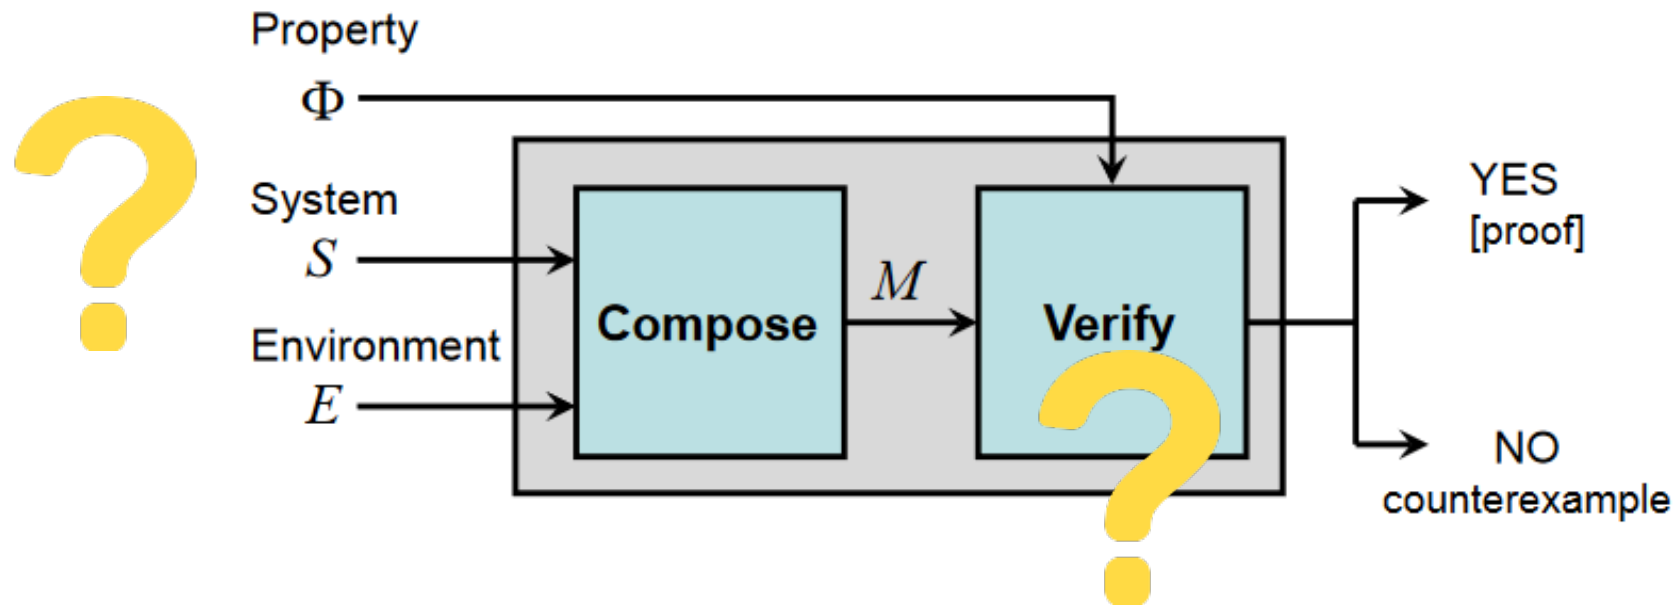 Property
Φ
System
S
Environment
E
Compose
M
Verify
YES
[proof]
NO
counterexample
?
?